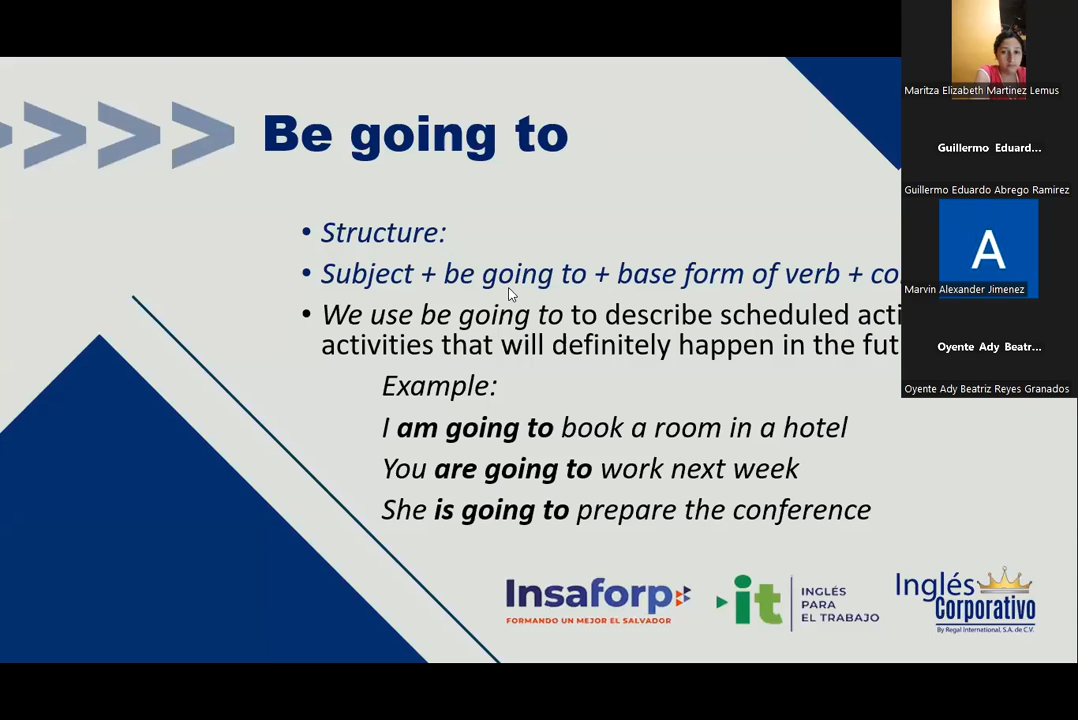 Be going to
• Structure:
• Subject + be going to + base form of verb +
• We use be going to to describe scheduled
activities that will definitely happen in the
Example:
I am going to book a room in a hotel
You are going to work next week
She is going to prepare the conference
Insaforp
FORMANDO UN MEJOR EL SALVADOR
it
INGLÉS
PARA
EL TRABAJO
Inglés
Corporativo
By Regal International, S.A. de C.V.
Maritza Elizabeth Martinez Lemus
Guillermo Eduard...
Guillermo Eduardo Abrego Ramirez
A
Marvin Alexander Jimenez
Oyente Ady Beatr...
Oyente Ady Beatriz Reyes Granados